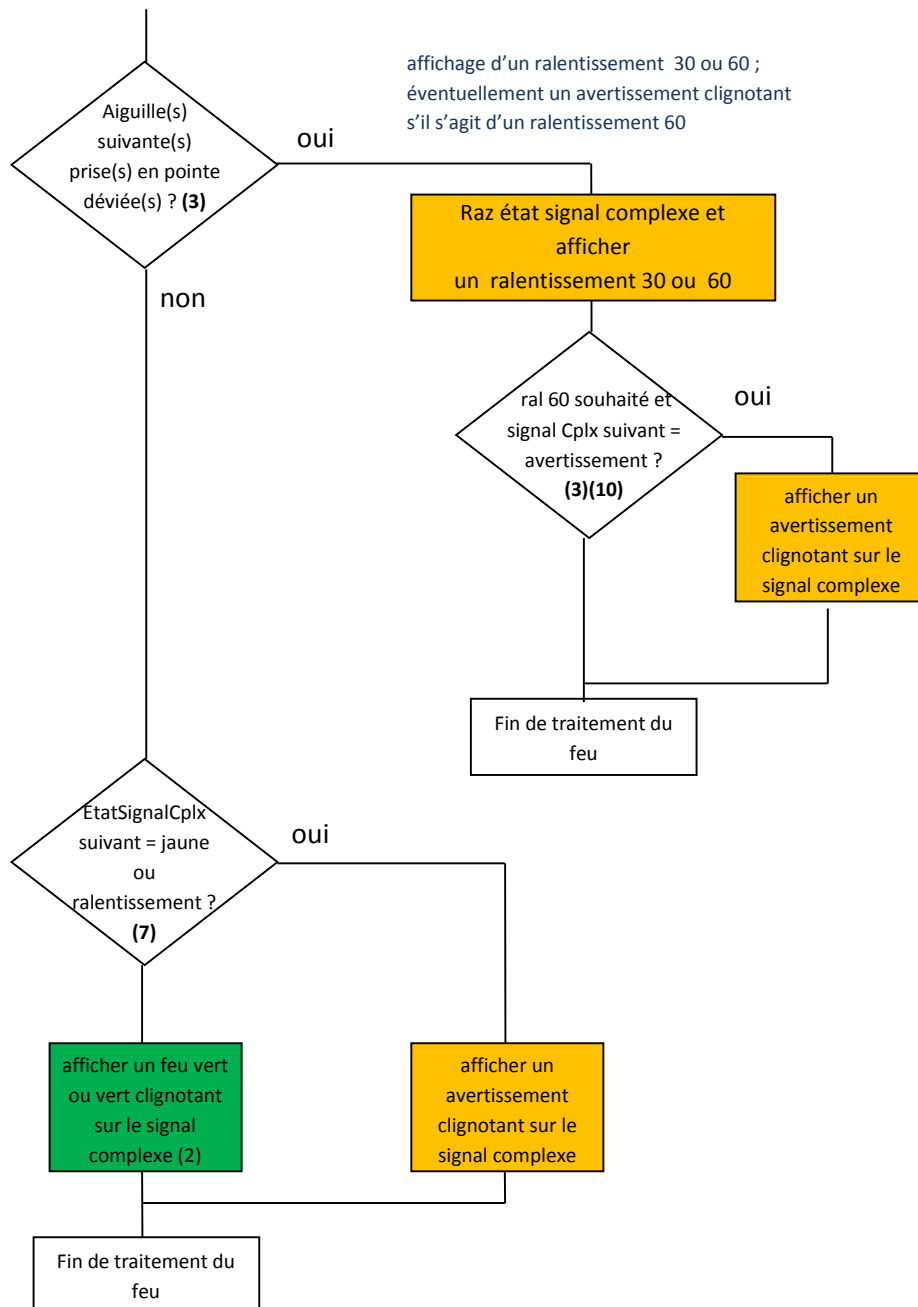 affichage d'un ralentissement 30 ou 60 ;
éventuellement un avertissement clignotant
s'il s'agit d'un ralentissement 60
Aiguille(s)
suivante(s)
prise(s) en pointe
déviée(s) ? (3)
oui
non
Raz état signal complexe et
afficher
un ralentissement 30 ou 60
ral 60 souhaité et
signal Cplx suivant =
avertissement ?
(3)(10)
oui
afficher un
avertissement
clignotant sur le
signal complexe
Fin de traitement du
feu
EtatSignalCplx
suivant = jaune
ou
ralentissement ?
(7)
oui
afficher un feu vert
ou vert clignotant
sur le signal
complexe (2)
afficher un
avertissement
clignotant sur le
signal complexe
Fin de traitement du
feu